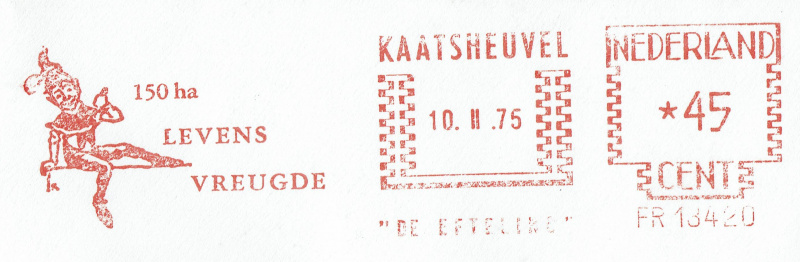 150 ha
LEVENS
VREUGDE
KAATSHEUVEL
10. II .75
"DE EFTELING"
NEDERLAND
*45
CENT
FR 13420